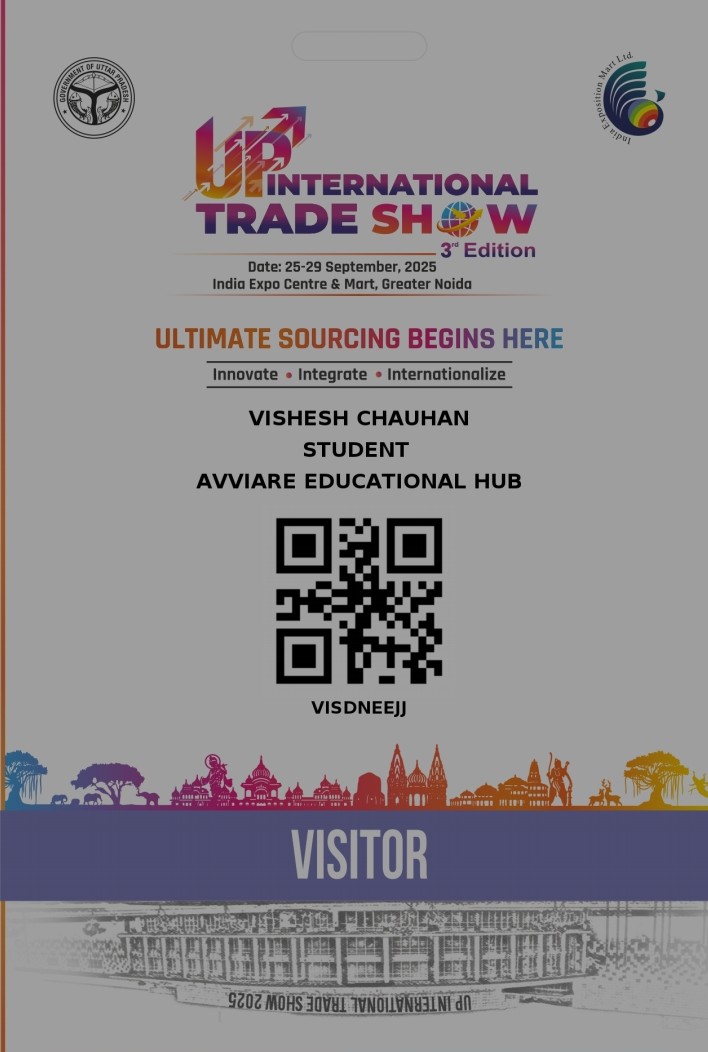 GOVERNMENT OF UTTAR PRADESH
India Exposition Mart Ltd.
UP INTERNATIONAL
TRADE SHOW
3rd Edition
Date: 25-29 September, 2025
India Expo Centre & Mart, Greater Noida
ULTIMATE SOURCING BEGINS HERE
Innovate • Integrate • Internationalize
VISHESH CHAUHAN
STUDENT
AVVIARE EDUCATIONAL HUB
VISDNEEJJ
VISITOR
UP INTERNATIONAL TRADE SHOW 2025